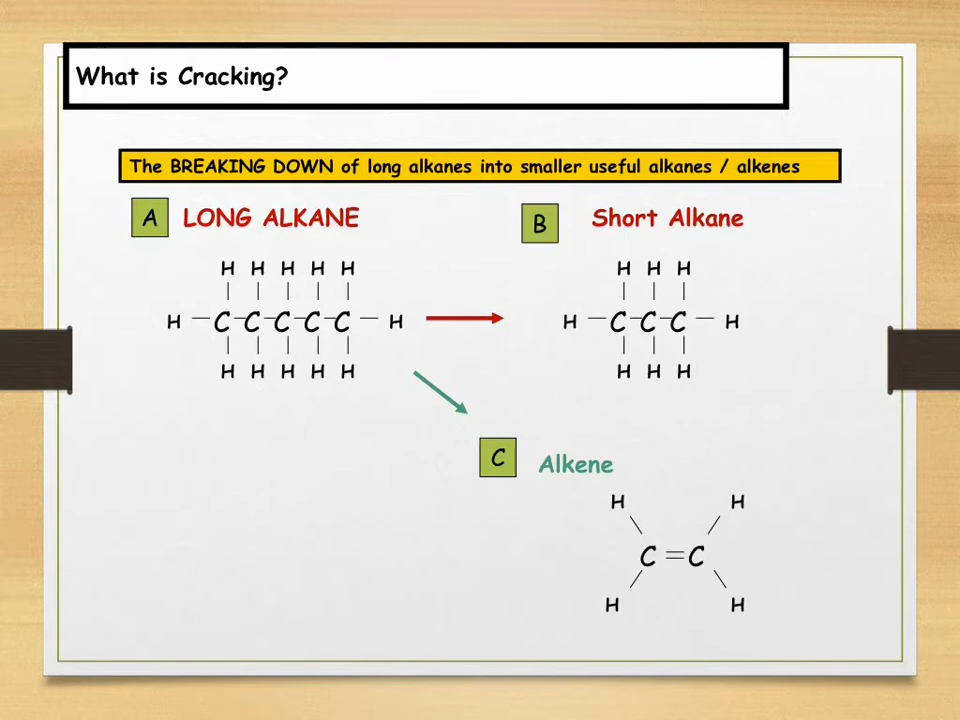 What is Cracking?
The BREAKING DOWN of long alkanes into smaller useful alkanes / alkenes
A LONG ALKANE
B Short Alkane
H H H H H
H C C C C C H
H H H H H
H H H
H C C C H
H H H
C Alkene
H H
C = C
H H